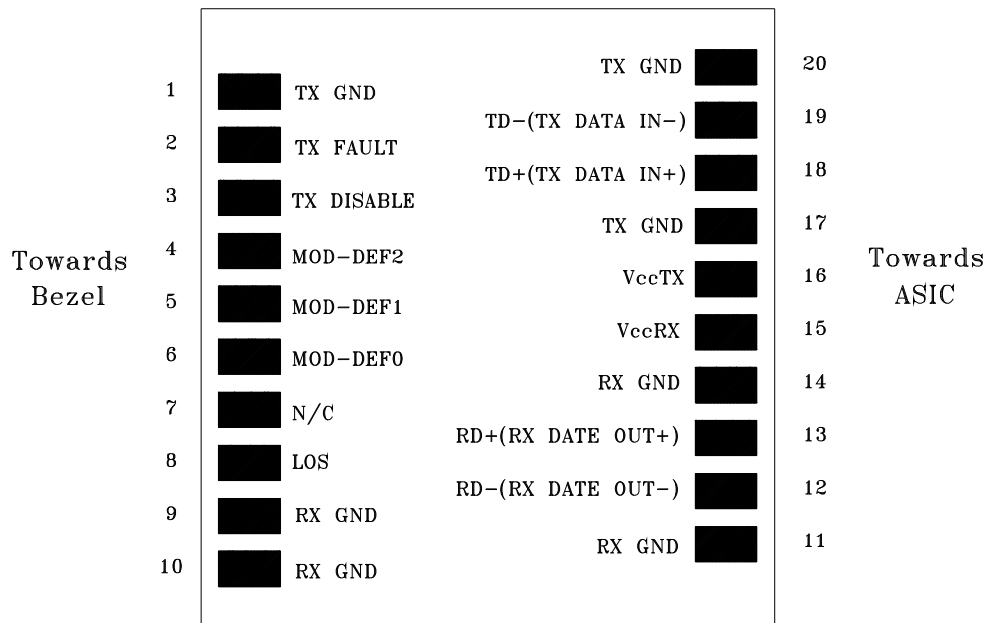 1 TX GND
2 TX FAULT
3 TX DISABLE
4 MOD-DEF2
5 MOD-DEF1
6 MOD-DEF0
7 N/C
8 LOS
9 RX GND
10 RX GND
Towards
Bezel
TX GND 20
TD-(TX DATA IN-) 19
TD+(TX DATA IN+) 18
TX GND 17
VccTX 16
VccRX 15
RX GND 14
RD+(RX DATE OUT+) 13
RD-(RX DATE OUT-) 12
RX GND 11
Towards
ASIC